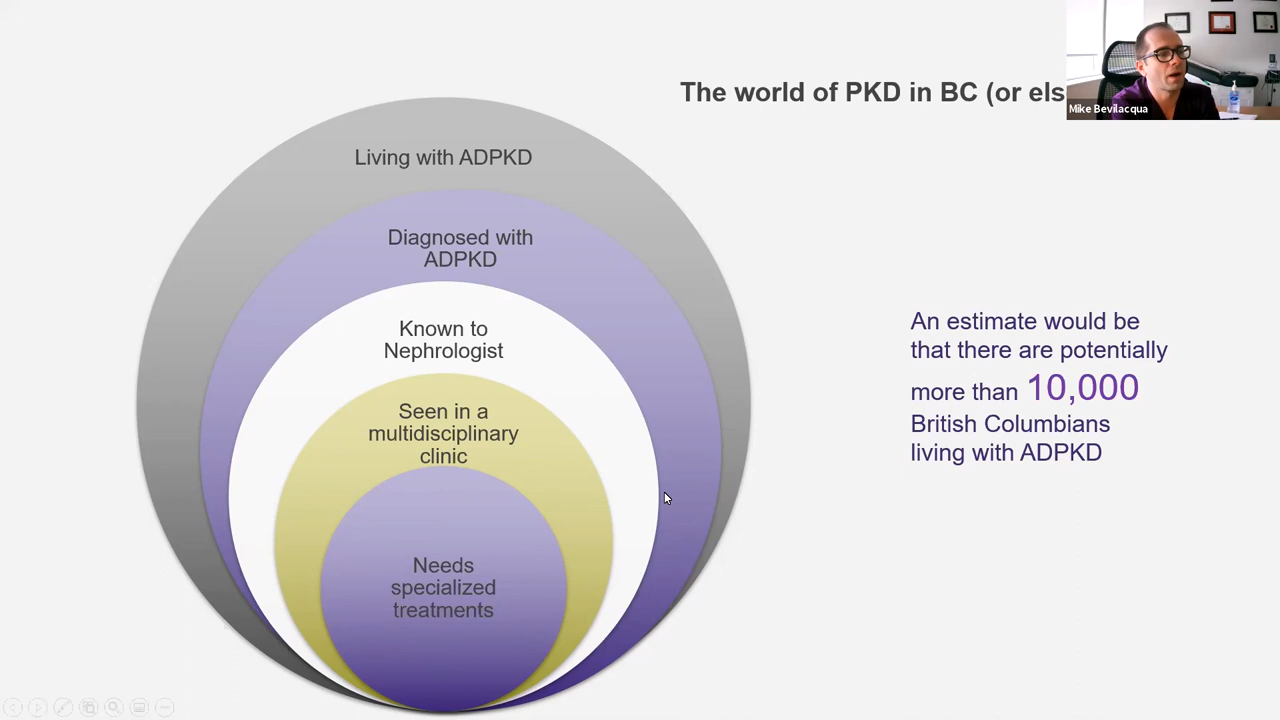 The world of PKD in BC (or els
Mike Bevilacqua
Living with ADPKD
Diagnosed with
ADPKD
Known to
Nephrologist
Seen in a
multidisciplinary
clinic
Needs
specialized
treatments
An estimate would be
that there are potentially
more than 10,000
British Columbians
living with ADPKD